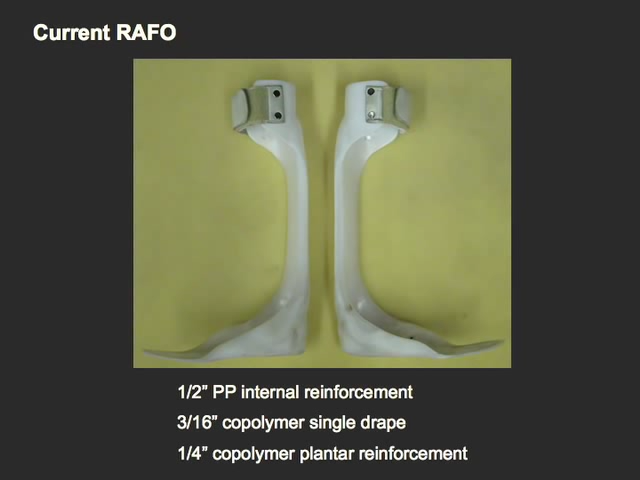 Current RAFO
1/2” PP internal reinforcement
3/16” copolymer single drape
1/4” copolymer plantar reinforcement